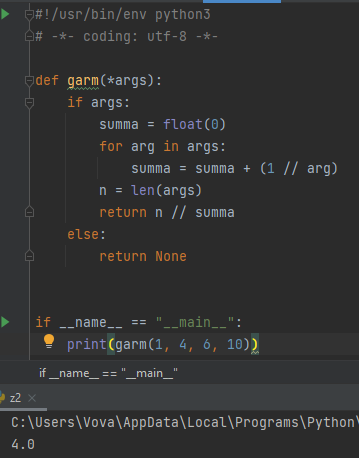 #!/usr/bin/env python3
# -*- coding: utf-8 -*-
def garm(*args):
    if args:
        summa = float(0)
        for arg in args:
            summa = summa + (1 // arg)
        n = len(args)
        return n // summa
    else:
        return None
if __name__ == "__main__":
    print(garm(1, 4, 6, 10))
if __name__ == "__main__"
z2 ×
C:\Users\Vova\AppData\Local\Programs\Python\
4.0